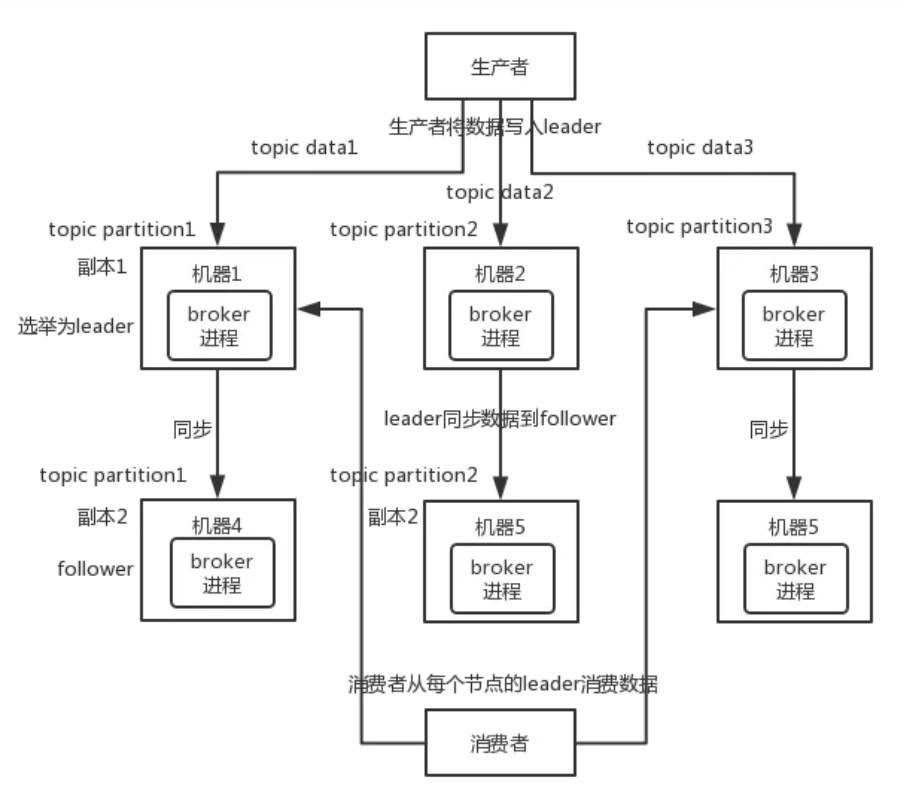 生产者
生产者将数据写入leader
topic data1
topic data3
topic data2
topic partition1
topic partition2
topic partition3
副本1
选举为leader
机器1
broker
进程
机器2
broker
进程
机器3
broker
进程
同步
leader同步数据到follower
同步
topic partition1
topic partition2
副本2
follower
机器4
broker
进程
副本2
机器5
broker
进程
机器5
broker
进程
消费者从每个节点的leader消费数据
消费者